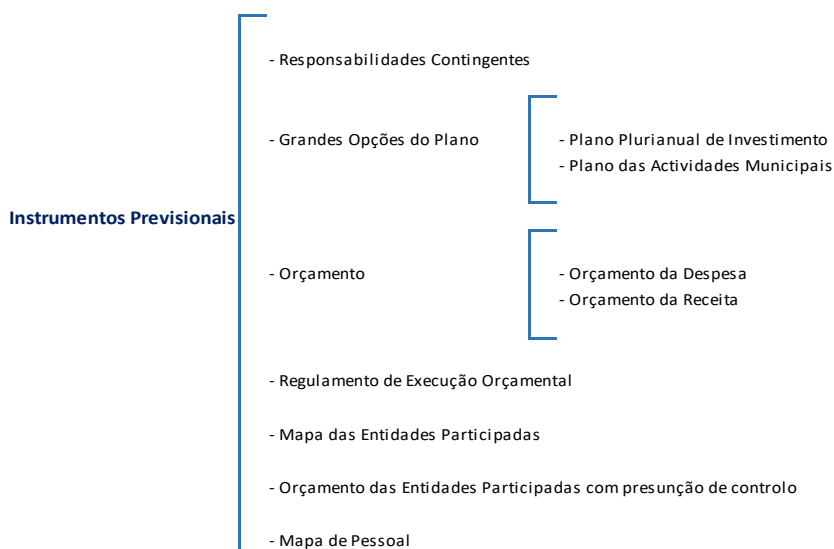 - Responsabilidades Contingentes
- Grandes Opções do Plano
- Plano Plurianual de Investimento
- Plano das Actividades Municipais
Instrumentos Previsionais
- Orçamento
- Orçamento da Despesa
- Orçamento da Receita
- Regulamento de Execução Orçamental
- Mapa das Entidades Participadas
- Orçamento das Entidades Participadas com presunção de controlo
- Mapa de Pessoal